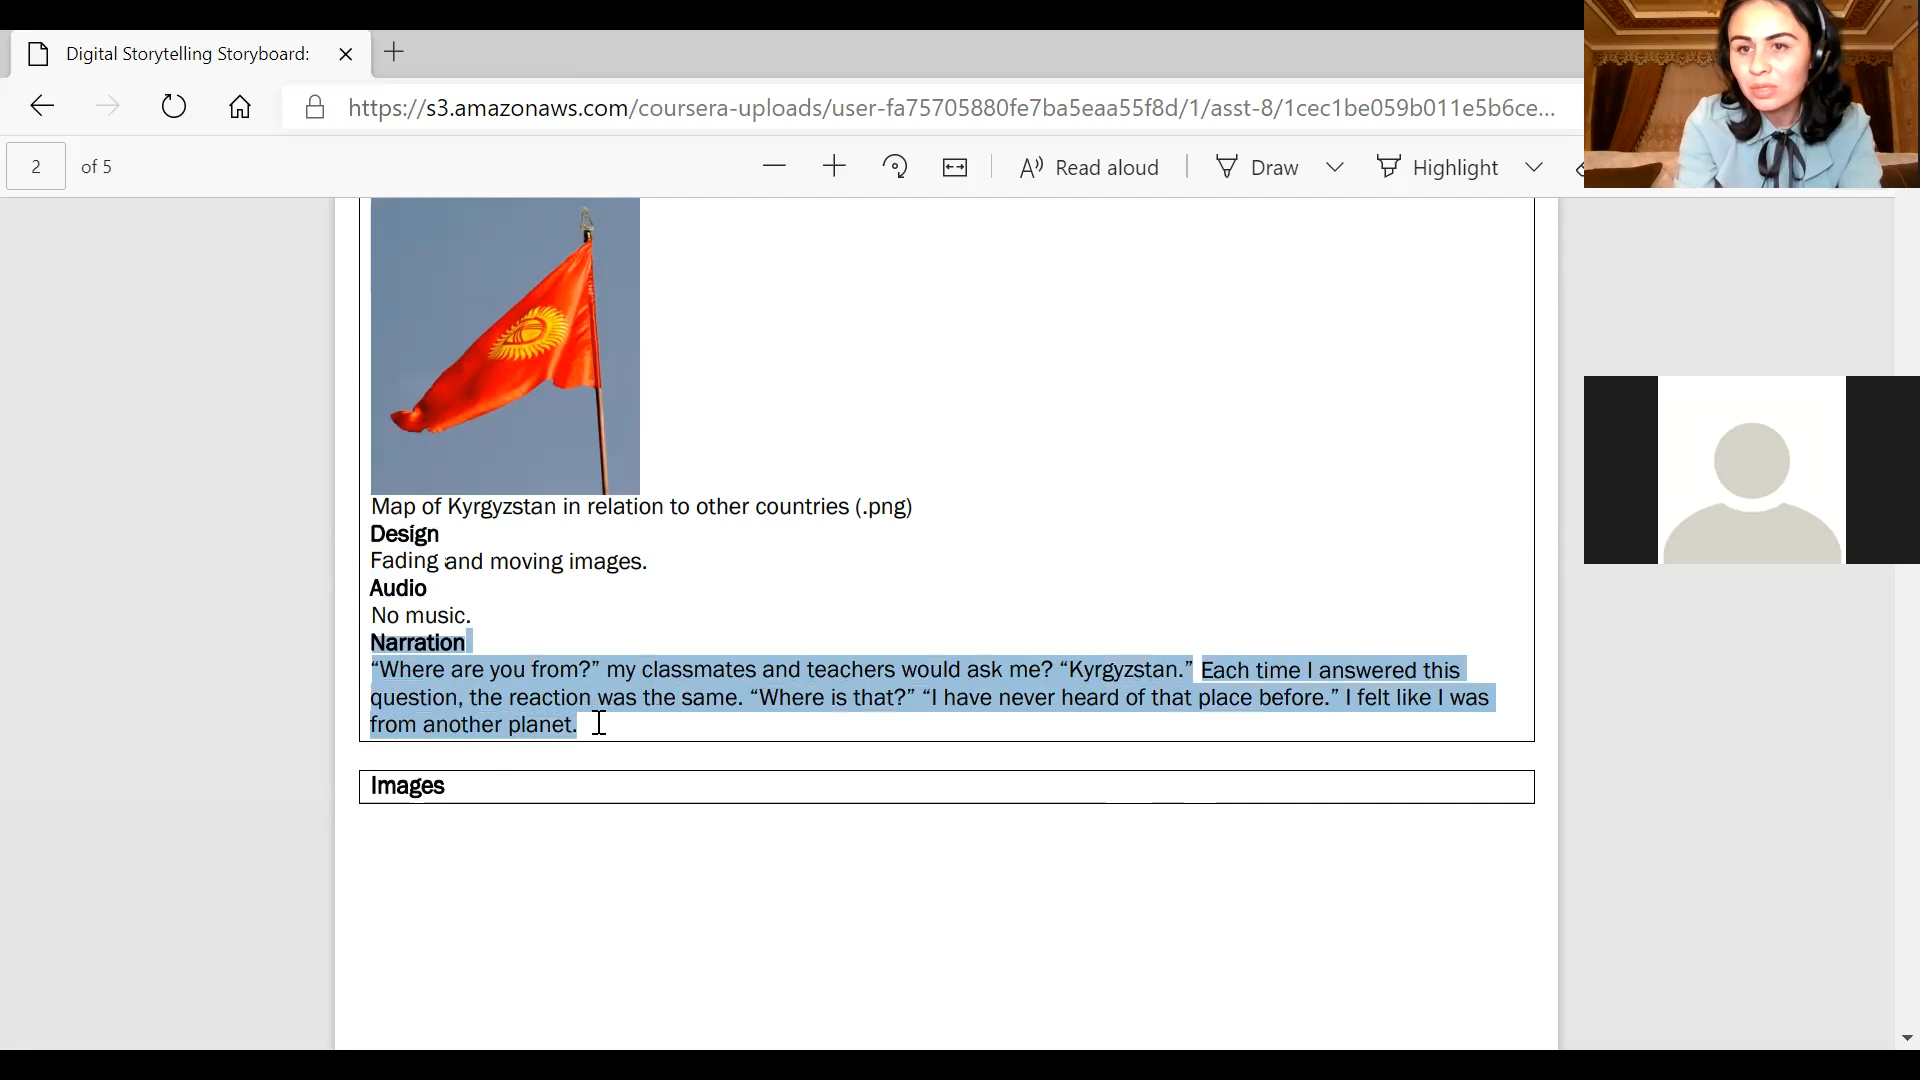 Digital Storytelling Storyboard:
https://s3.amazonaws.com/coursera-uploads/user-fa75705880fe7ba5eaa55f8d/1/asst-8/1cec1be059b011e5b6ce...
2 of 5
Read aloud
Draw
Highlight
Map of Kyrgyzstan in relation to other countries (.png)
Design
Fading and moving images.
Audio
No music.
Narration
“Where are you from?” my classmates and teachers would ask me? “Kyrgyzstan.” Each time I answered this
question, the reaction was the same. “Where is that?” “I have never heard of that place before.” I felt like I was
from another planet.
Images